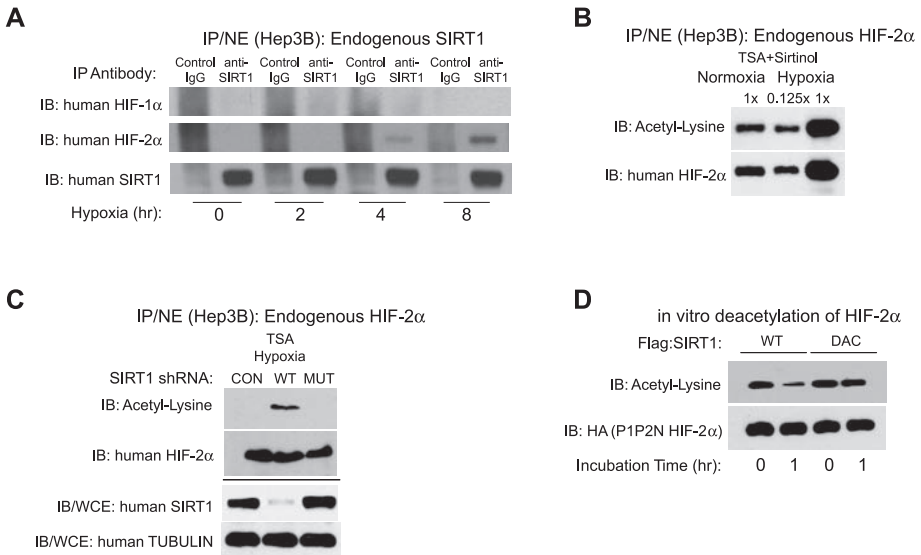 A
IP/NE (Hep3B): Endogenous SIRT1
IP Antibody: Control IgG anti-SIRT1 Control IgG anti-SIRT1 Control IgG anti-SIRT1 Control IgG anti-SIRT1
IB: human HIF-1α
IB: human HIF-2α
IB: human SIRT1
Hypoxia (hr): 0 2 4 8
B
IP/NE (Hep3B): Endogenous HIF-2α
TSA+Sirtinol
Normoxia Hypoxia
1x 0.125x 1x
IB: Acetyl-Lysine
IB: human HIF-2α
C
IP/NE (Hep3B): Endogenous HIF-2α
TSA
Hypoxia
SIRT1 shRNA: CON WT MUT
IB: Acetyl-Lysine
IB: human HIF-2α
IB/WCE: human SIRT1
IB/WCE: human TUBULIN
D
in vitro deacetylation of HIF-2α
Flag:SIRT1: WT DAC
IB: Acetyl-Lysine
IB: HA (P1P2N HIF-2α)
Incubation Time (hr): 0 1 0 1